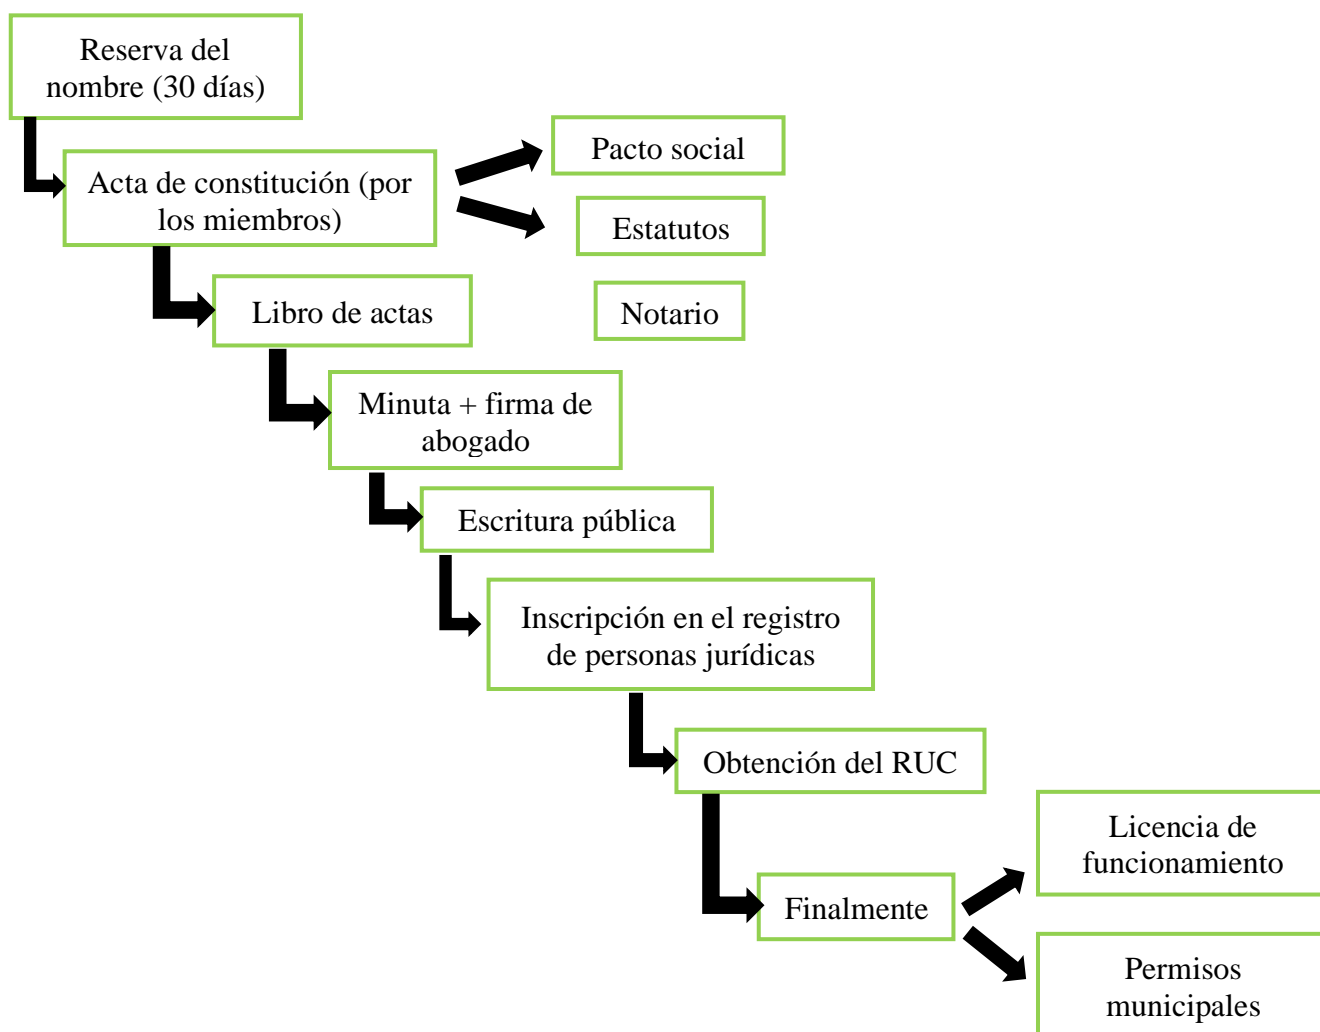 Reserva del
nombre (30 días)
Acta de constitución (por
los miembros)
Pacto social
Estatutos
Libro de actas
Notario
Minuta + firma de
abogado
Escritura pública
Inscripción en el registro
de personas jurídicas
Obtención del RUC
Finalmente
Licencia de
funcionamiento
Permisos
municipales